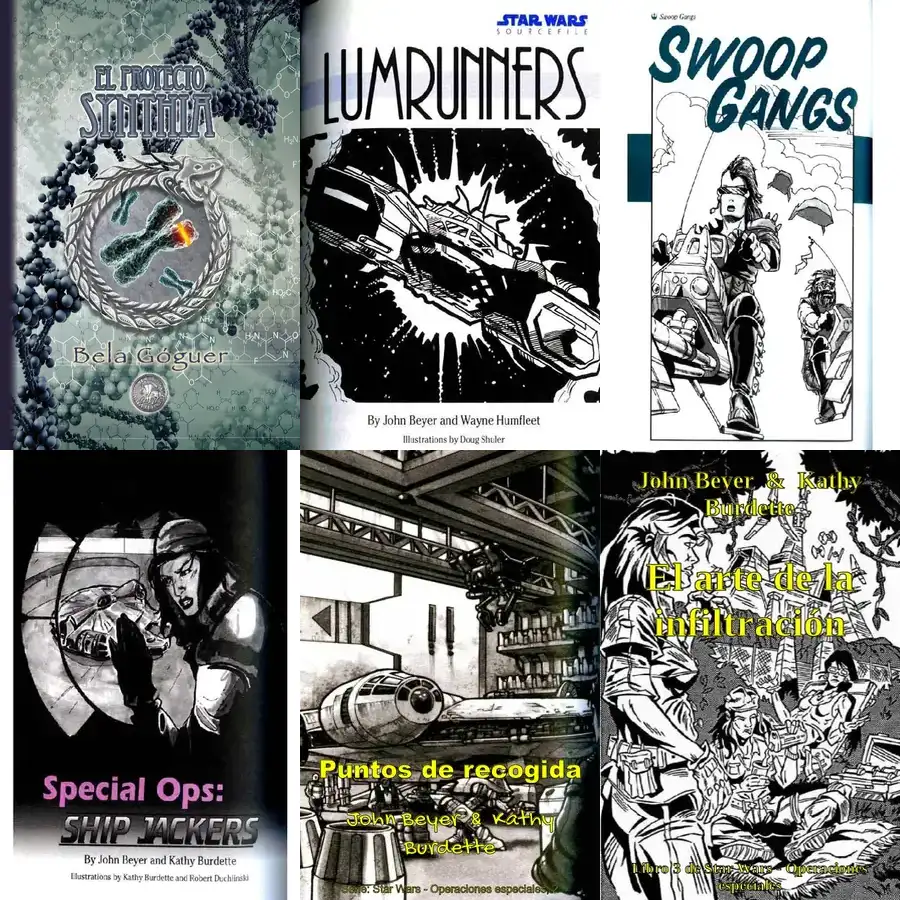 EL PROYECTO
SYNTHIA
Bela Góguer
STAR WARS
SOURCEFILE
LUMRUNNERS
By John Beyer and Wayne Humfleet
Illustrations by Doug Shuler
Swoop Gangs
SWOOP
GANGS
Special Ops:
SHIP JACKERS
By John Beyer and Kathy Burdette
Illustrations by Kathy Burdette and Robert Duchlinski
Puntos de recogida
John Beyer & Kathy
Burdette
Serie: Star Wars - Operaciones especiales
John Beyer & Kathy
Burdette
El arte de la
infiltración
Libro 3 de Star Wars - Operaciones
especiales